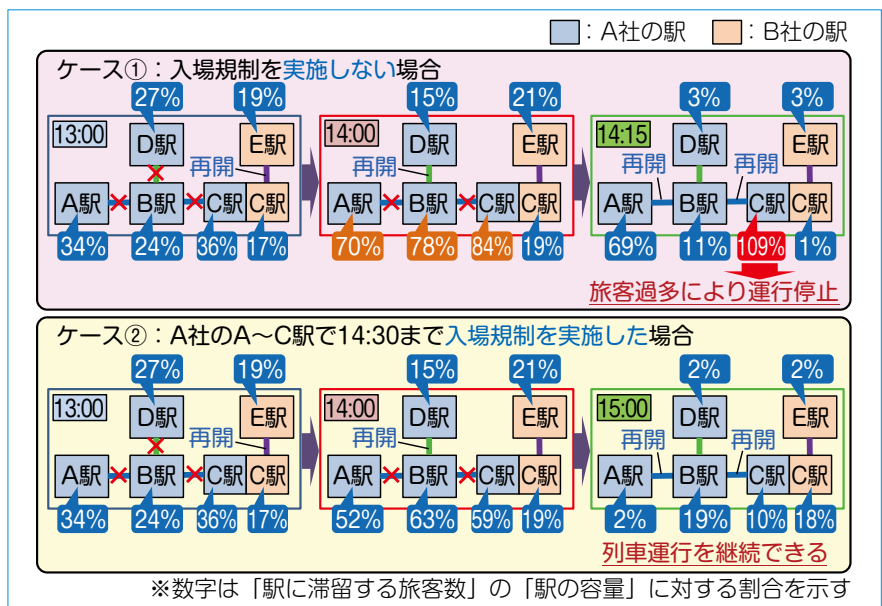 ：A社の駅 ：B社の駅
ケース①：入場規制を実施しない場合
27% 19% 15% 21% 3% 3%
13:00 14:00 14:15
D駅 E駅 D駅 E駅 D駅 E駅
再開 再開 再開 再開
A駅 B駅 C駅 C駅 A駅 B駅 C駅 C駅 A駅 B駅 C駅 C駅
34% 24% 36% 17% 70% 78% 84% 19% 69% 11% 109% 1%
旅客過多により運行停止
ケース②：A社のA～C駅で14:30まで入場規制を実施した場合
27% 19% 15% 21% 2% 2%
13:00 14:00 15:00
D駅 E駅 D駅 E駅 D駅 E駅
再開 再開 再開 再開
A駅 B駅 C駅 C駅 A駅 B駅 C駅 C駅 A駅 B駅 C駅 C駅
34% 24% 36% 17% 52% 63% 59% 19% 2% 19% 10% 18%
列車運行を継続できる
※数字は「駅に滞留する旅客数」の「駅の容量」に対する割合を示す